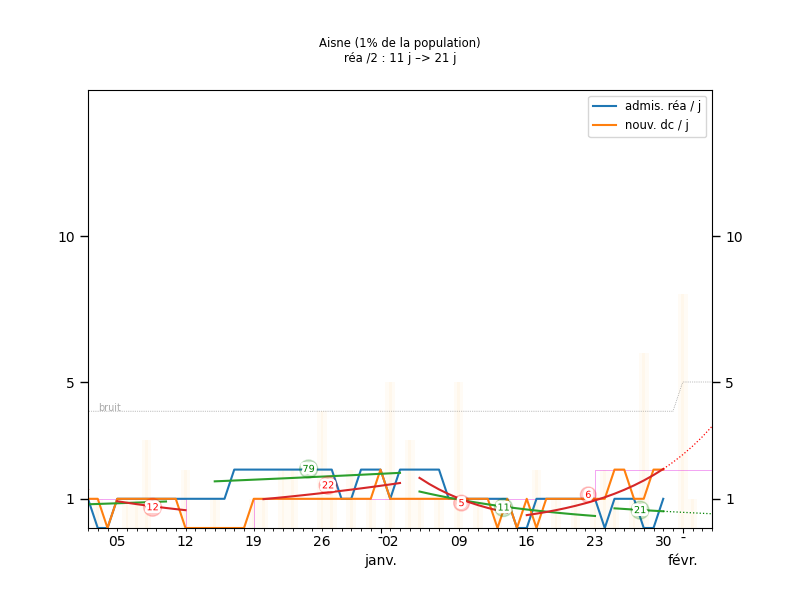 Aisne (1% de la population)
réa /2 : 11 j –> 21 j
admis. réa / j
nouv. dc / j
10 10
5 5
bruit
79
22
12
5
11
6
21
1 1
05 12 19 26 02 09 16 23 30
janv. févr.